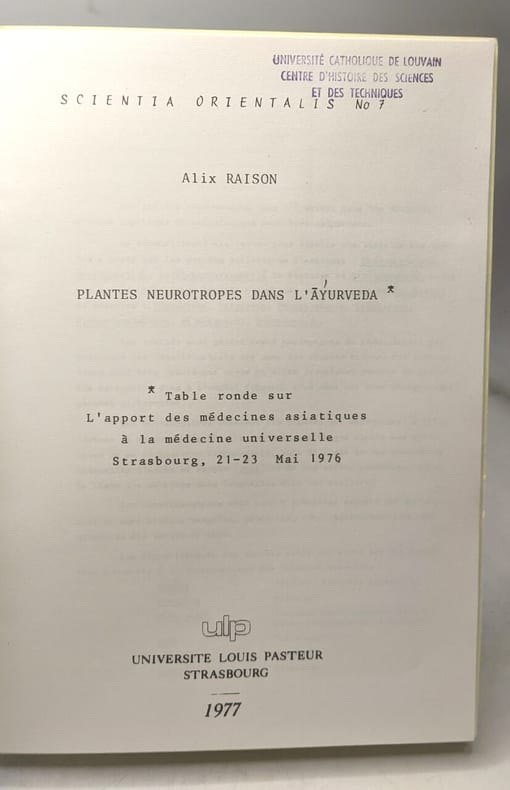 UNIVERSITÉ CATHOLIQUE DE LOUVAIN
CENTRE D'HISTOIRE DES SCIENCES
ET DES TECHNIQUES
SCIENTIA ORIENTALIS No 7
Alix RAISON
PLANTES NEUROTROPES DANS L'ĀYURVEDA *
* Table ronde sur
L'apport des médecines asiatiques
à la médecine universelle
Strasbourg, 21-23 Mai 1976
ulp
UNIVERSITE LOUIS PASTEUR
STRASBOURG
1977